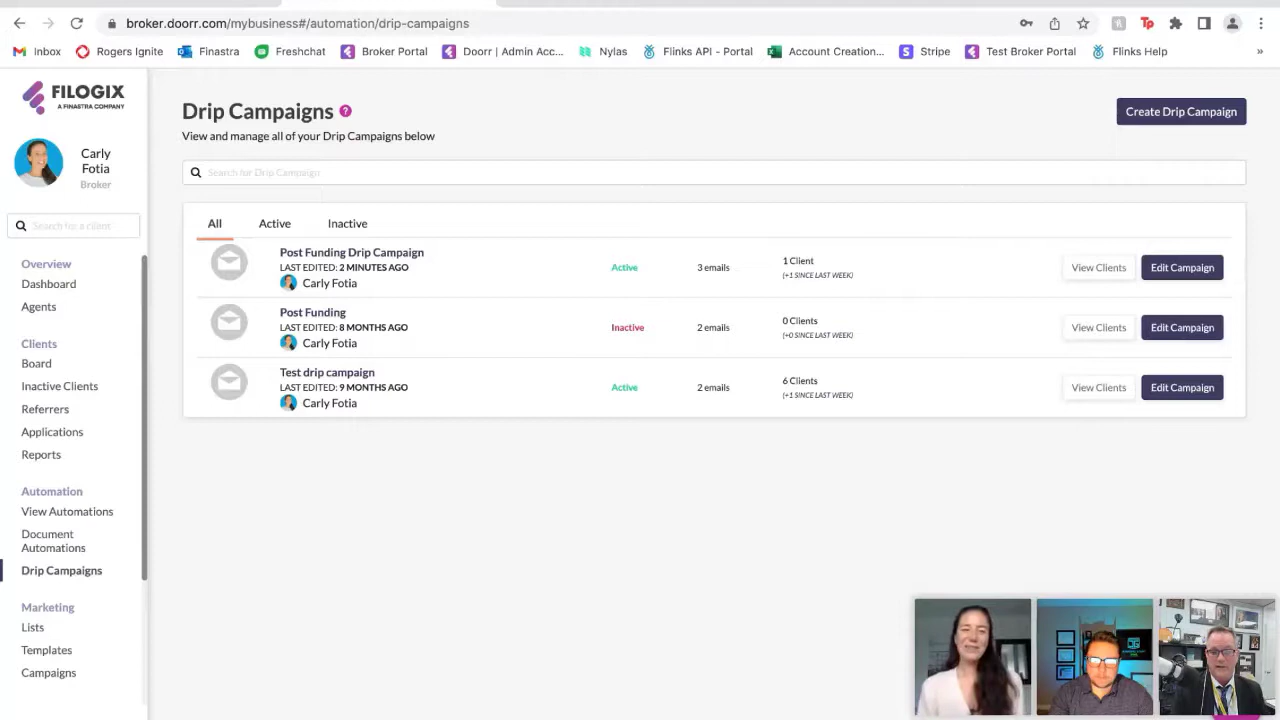 broker.doorr.com/mybusiness#/automation/drip-campaigns
Inbox Rogers Ignite Finastra Freshchat Broker Portal Doorr | Admin Acc... Nylas Flinks API - Portal Account Creation... Stripe Test Broker Portal Flinks Help »
FILOGIX
A FINASTRA COMPANY
Carly
Fotia
Broker
Search for a client
Overview
Dashboard
Agents
Clients
Board
Inactive Clients
Referrers
Applications
Reports
Automation
View Automations
Document
Automations
Drip Campaigns
Marketing
Lists
Templates
Campaigns
Drip Campaigns ?
Create Drip Campaign
View and manage all of your Drip Campaigns below
Search for Drip Campaign
All Active Inactive
Post Funding Drip Campaign
LAST EDITED: 2 MINUTES AGO
Carly Fotia
Active
3 emails
1 Client
(+1 SINCE LAST WEEK)
View Clients
Edit Campaign
Post Funding
LAST EDITED: 8 MONTHS AGO
Carly Fotia
Inactive
2 emails
0 Clients
(+0 SINCE LAST WEEK)
View Clients
Edit Campaign
Test drip campaign
LAST EDITED: 9 MONTHS AGO
Carly Fotia
Active
2 emails
6 Clients
(+1 SINCE LAST WEEK)
View Clients
Edit Campaign